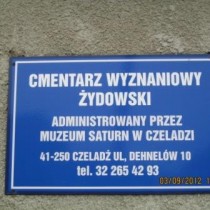 CMENTARZ WYZNANIOWY
ŻYDOWSKI
ADMINISTROWANY PRZEZ
MUZEUM SATURN W CZELADZI
41-250 CZELADŹ UL, DEHNELÓW 10
tel. 32 265 42 93
03/09/2012